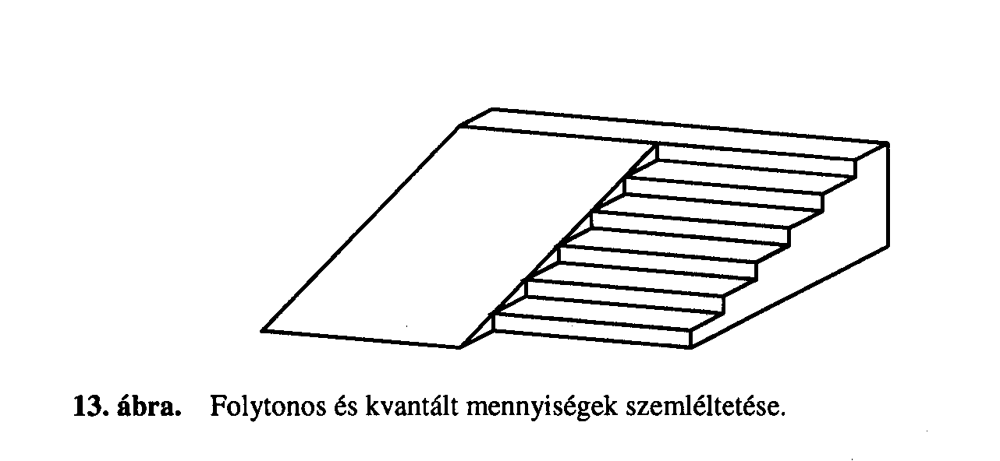 13. ábra. Folytonos és kvantált mennyiségek szemléltetése.